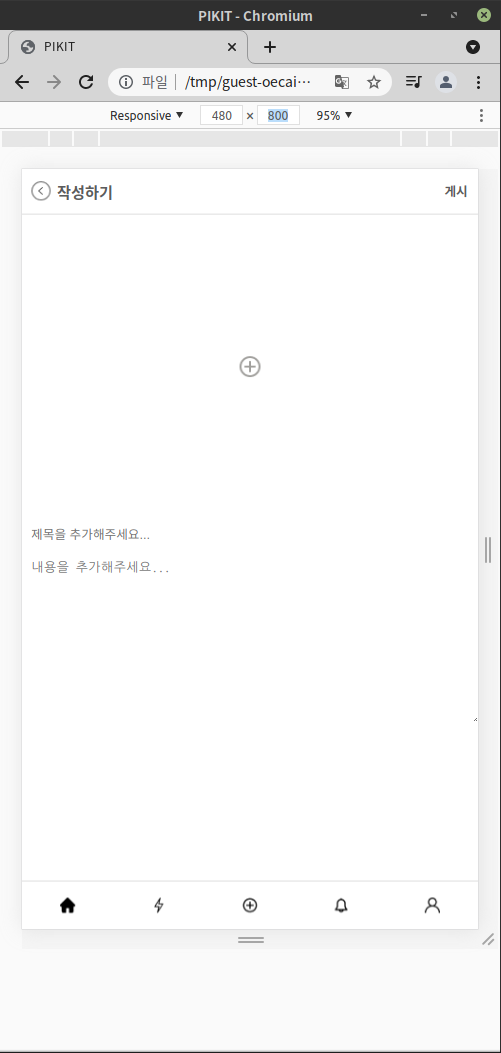 PIKIT - Chromium
PIKIT
파일 /tmp/guest-oecai…
Responsive 480 × 800 95%
작성하기 게시
제목을 추가해주세요...
내용을 추가해주세요...